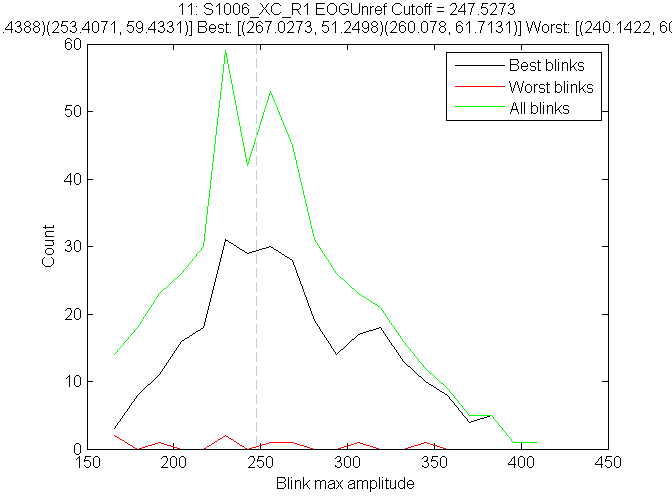 11: S1006_XC_R1 EOGUnref Cutoff = 247.5273
.4388)(253.4071, 59.4331)] Best: [(267.0273, 51.2498)(260.078, 61.7131)] Worst: [(240.1422, 60
60
50
40
30
20
10
0
Count
Best blinks
Worst blinks
All blinks
150 200 250 300 350 400 450
Blink max amplitude